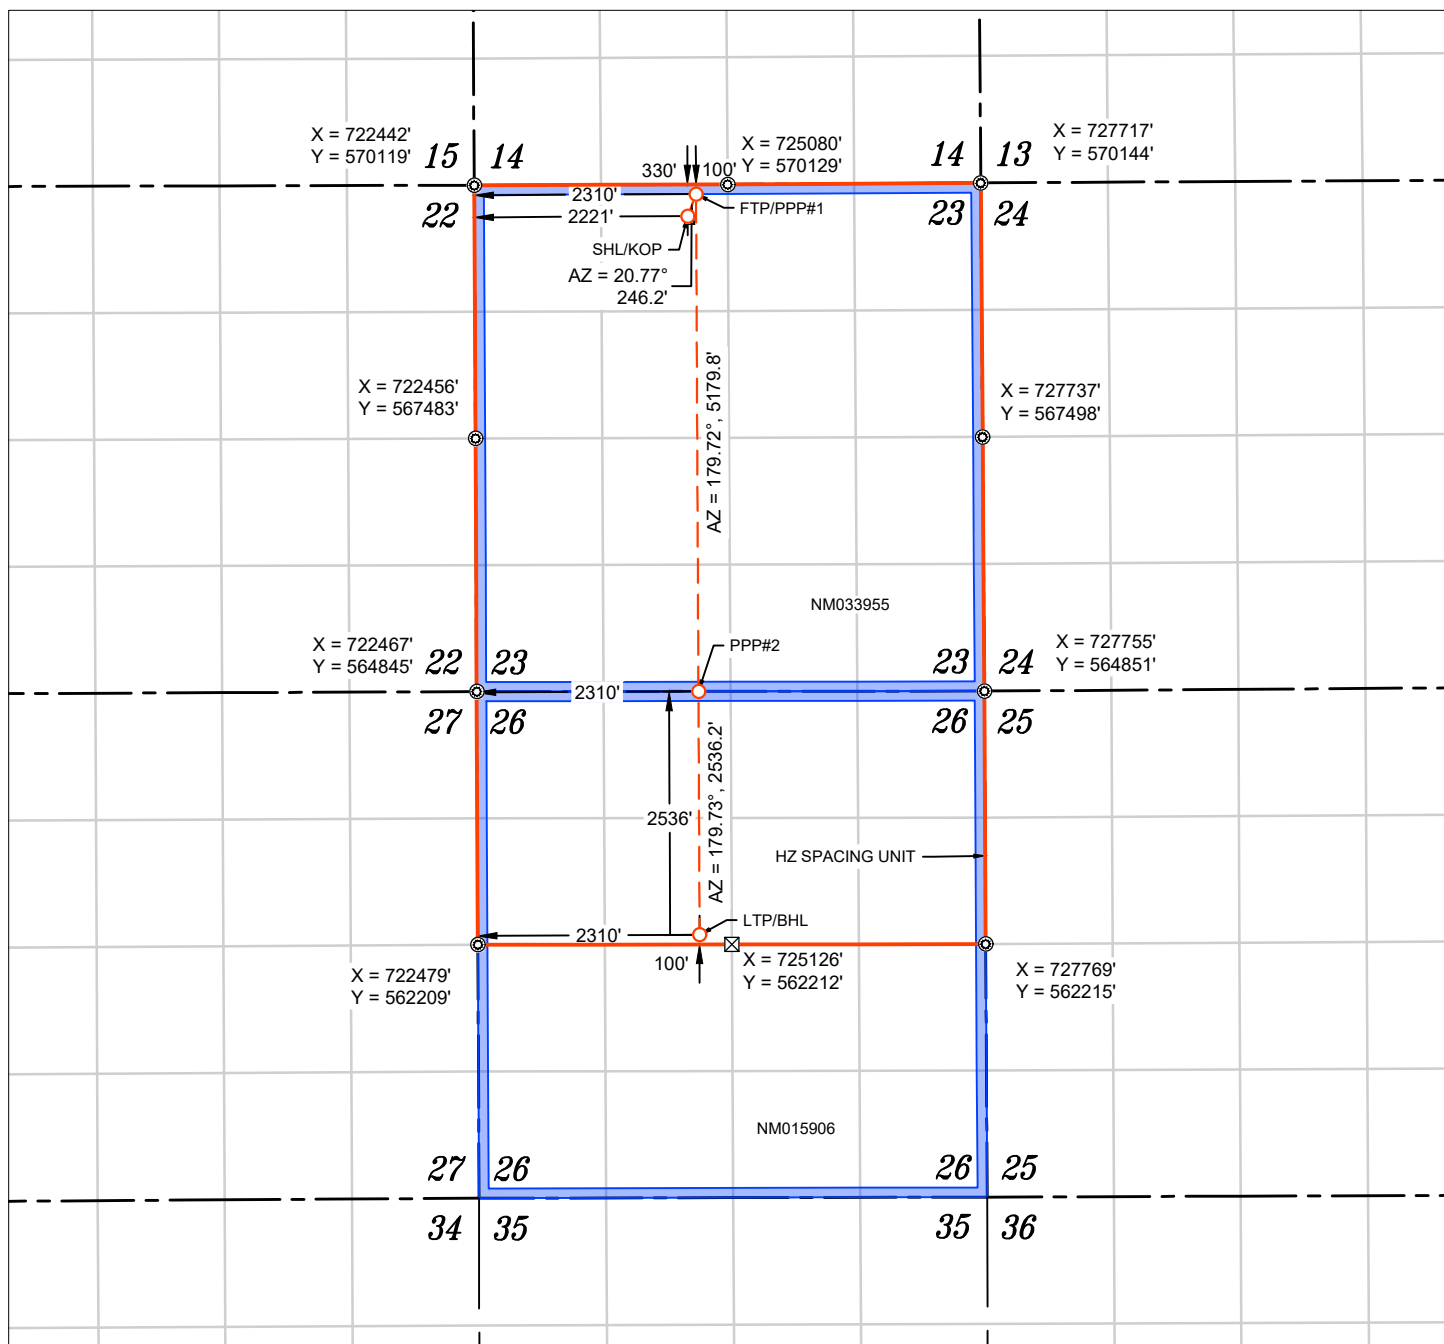 X = 722442'
Y = 570119'
15 14
330' 100'
X = 725080'
Y = 570129'
14 13
X = 727717'
Y = 570144'
22
2310'
2221'
FTP/PPP#1
23 24
SHL/KOP
AZ = 20.77°
246.2'
AZ = 179.72°, 5179.8'
X = 722456'
Y = 567483'
X = 727737'
Y = 567498'
NM033955
X = 722467'
Y = 564845'
22 23
PPP#2
23 24
X = 727755'
Y = 564851'
2310'
27 26
26 25
2536'
AZ = 179.73°, 2536.2'
HZ SPACING UNIT
LTP/BHL
2310'
100'
X = 725126'
Y = 562212'
X = 722479'
Y = 562209'
X = 727769'
Y = 562215'
NM015906
27 26
26 25
34 35
35 36